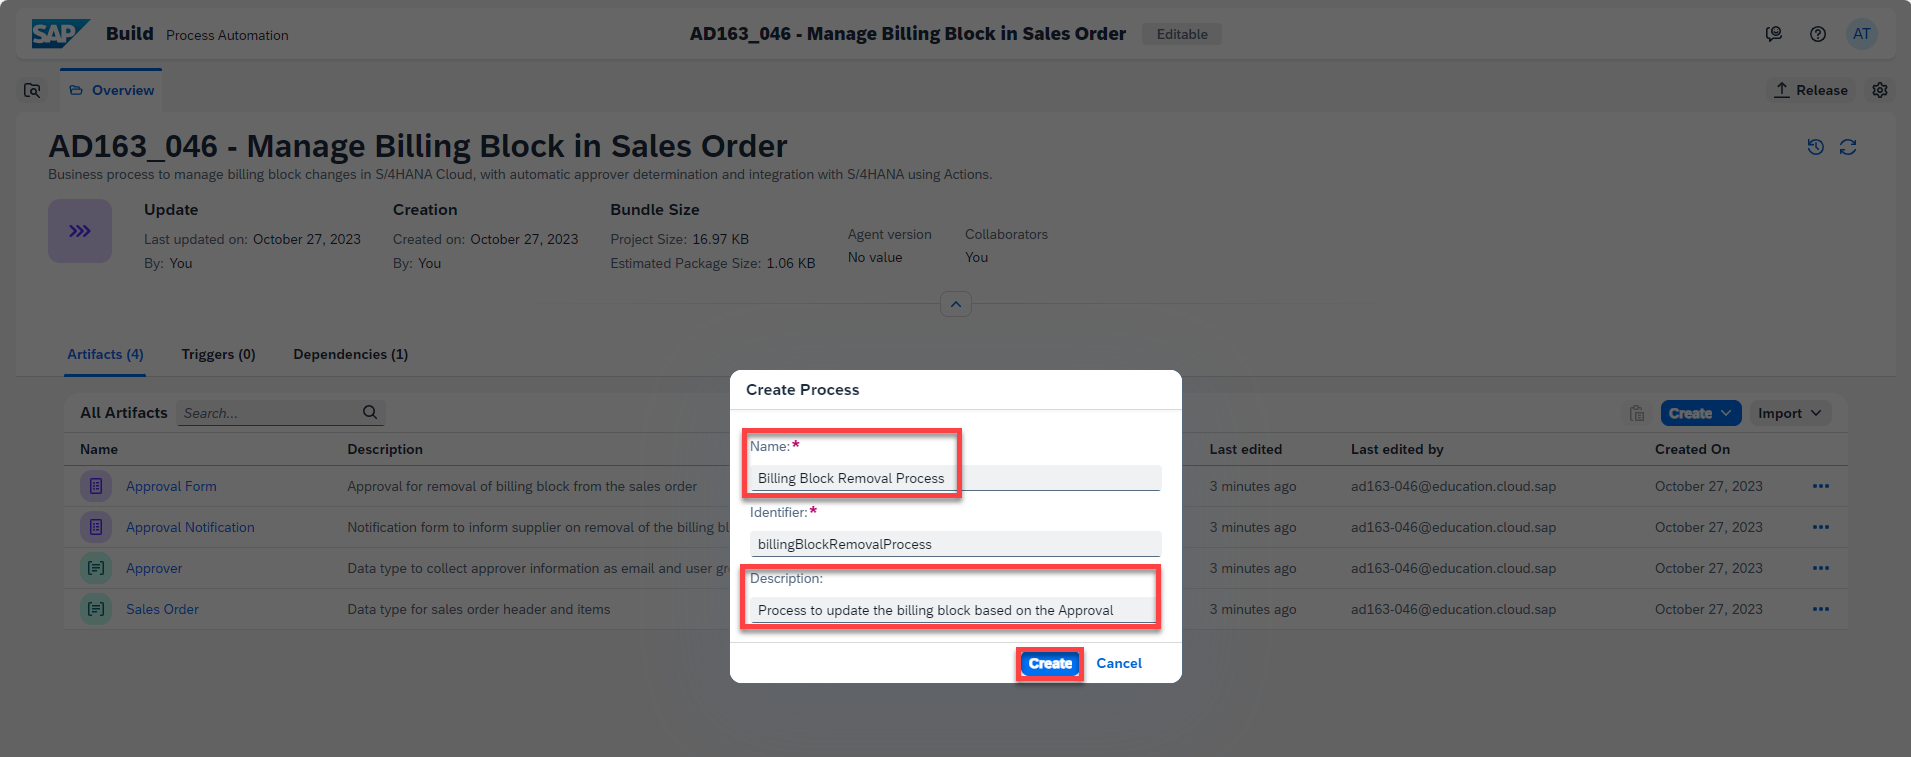 SAP Build Process Automation
AD163_046 - Manage Billing Block in Sales Order Editable
AT
Overview
Release
AD163_046 - Manage Billing Block in Sales Order
Business process to manage billing block changes in S/4HANA Cloud, with automatic approver determination and integration with S/4HANA using Actions.
Update
Last updated on: October 27, 2023
By: You
Creation
Created on: October 27, 2023
By: You
Bundle Size
Project Size: 16.97 KB
Estimated Package Size: 1.06 KB
Agent version
No value
Collaborators
You
Artifacts (4) Triggers (0) Dependencies (1)
All Artifacts Search... Create Import
Name Description Last edited Last edited by Created On
Approval Form Approval for removal of billing block from the sales order 3 minutes ago ad163-046@education.cloud.sap October 27, 2023
Approval Notification Notification form to inform supplier on removal of the billing bl 3 minutes ago ad163-046@education.cloud.sap October 27, 2023
Approver Data type to collect approver information as email and user gr 3 minutes ago ad163-046@education.cloud.sap October 27, 2023
Sales Order Data type for sales order header and items 3 minutes ago ad163-046@education.cloud.sap October 27, 2023
Create Process
Name:*
Billing Block Removal Process
Identifier:*
billingBlockRemovalProcess
Description:
Process to update the billing block based on the Approval
Create Cancel